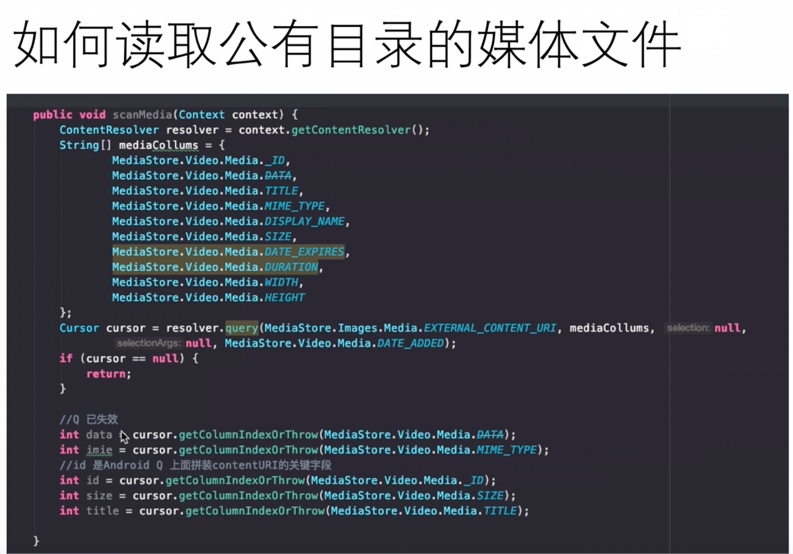 如何读取公有目录的媒体文件
public void scanMedia(Context context) {
ContentResolver resolver = context.getContentResolver();
String[] mediaCollums = {
MediaStore.Video.Media._ID,
MediaStore.Video.Media.DATA,
MediaStore.Video.Media.TITLE,
MediaStore.Video.Media.MIME_TYPE,
MediaStore.Video.Media.DISPLAY_NAME,
MediaStore.Video.Media.SIZE,
MediaStore.Video.Media.DATE_EXPIRES,
MediaStore.Video.Media.DURATION,
MediaStore.Video.Media.WIDTH,
MediaStore.Video.Media.HEIGHT
};
Cursor cursor = resolver.query(MediaStore.Images.Media.EXTERNAL_CONTENT_URI, mediaCollums, selection: null,
selectionArgs: null, MediaStore.Video.Media.DATE_ADDED);
if (cursor == null) {
return;
}
//Q 已失效
int data = cursor.getColumnIndexOrThrow(MediaStore.Video.Media.DATA);
int imie = cursor.getColumnIndexOrThrow(MediaStore.Video.Media.MIME_TYPE);
//id 是Android Q 上面拼装contentURI的关键字段
int id = cursor.getColumnIndexOrThrow(MediaStore.Video.Media._ID);
int size = cursor.getColumnIndexOrThrow(MediaStore.Video.Media.SIZE);
int title = cursor.getColumnIndexOrThrow(MediaStore.Video.Media.TITLE);
}